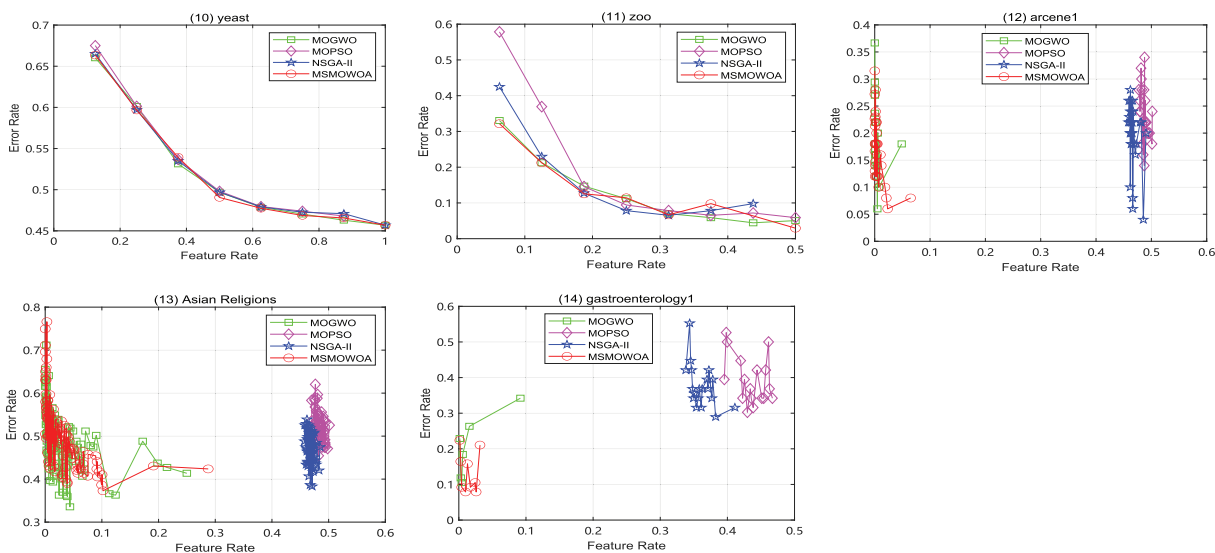 (10) yeast
0.7
0.65
0.6
0.55
0.5
0.45
Error Rate
0
0.2
0.4
0.6
0.8
1
Feature Rate
MOGWO
MOPSO
NSGA-II
MSMOWOA
(11) zoo
0.6
0.5
0.4
0.3
0.2
0.1
0
Error Rate
0
0.1
0.2
0.3
0.4
0.5
Feature Rate
MOGWO
MOPSO
NSGA-II
MSMOWOA
(12) arcene1
0.4
0.35
0.3
0.25
0.2
0.15
0.1
0.05
0
Error Rate
0
0.1
0.2
0.3
0.4
0.5
0.6
Feature Rate
MOGWO
MOPSO
NSGA-II
MSMOWOA
(13) Asian Religions
0.8
0.7
0.6
0.5
0.4
0.3
Error Rate
0
0.1
0.2
0.3
0.4
0.5
0.6
Feature Rate
MOGWO
MOPSO
NSGA-II
MSMOWOA
(14) gastroenterology1
0.6
0.5
0.4
0.3
0.2
0.1
0
Error Rate
0
0.1
0.2
0.3
0.4
0.5
Feature Rate
MOGWO
MOPSO
NSGA-II
MSMOWOA